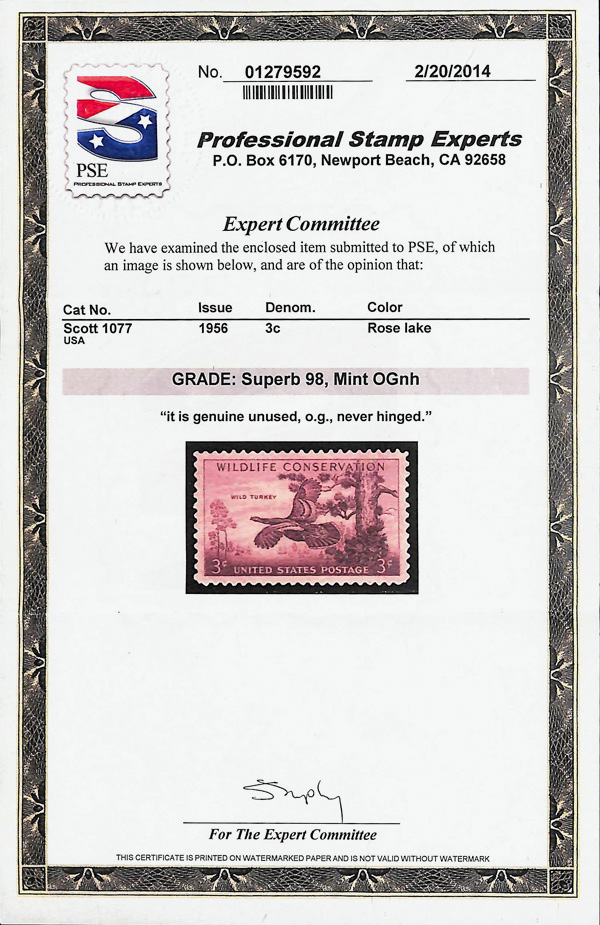 No. 01279592 2/20/2014
PSE
PROFESSIONAL STAMP EXPERTS
Professional Stamp Experts
P.O. Box 6170, Newport Beach, CA 92658
Expert Committee
We have examined the enclosed item submitted to PSE, of which
an image is shown below, and are of the opinion that:
Cat No. Issue Denom. Color
Scott 1077 1956 3c Rose lake
USA
GRADE: Superb 98, Mint OGnh
“it is genuine unused, o.g., never hinged.”
WILDLIFE CONSERVATION
WILD TURKEY
3¢ UNITED STATES POSTAGE 3¢
For The Expert Committee
THIS CERTIFICATE IS PRINTED ON WATERMARKED PAPER AND IS NOT VALID WITHOUT WATERMARK